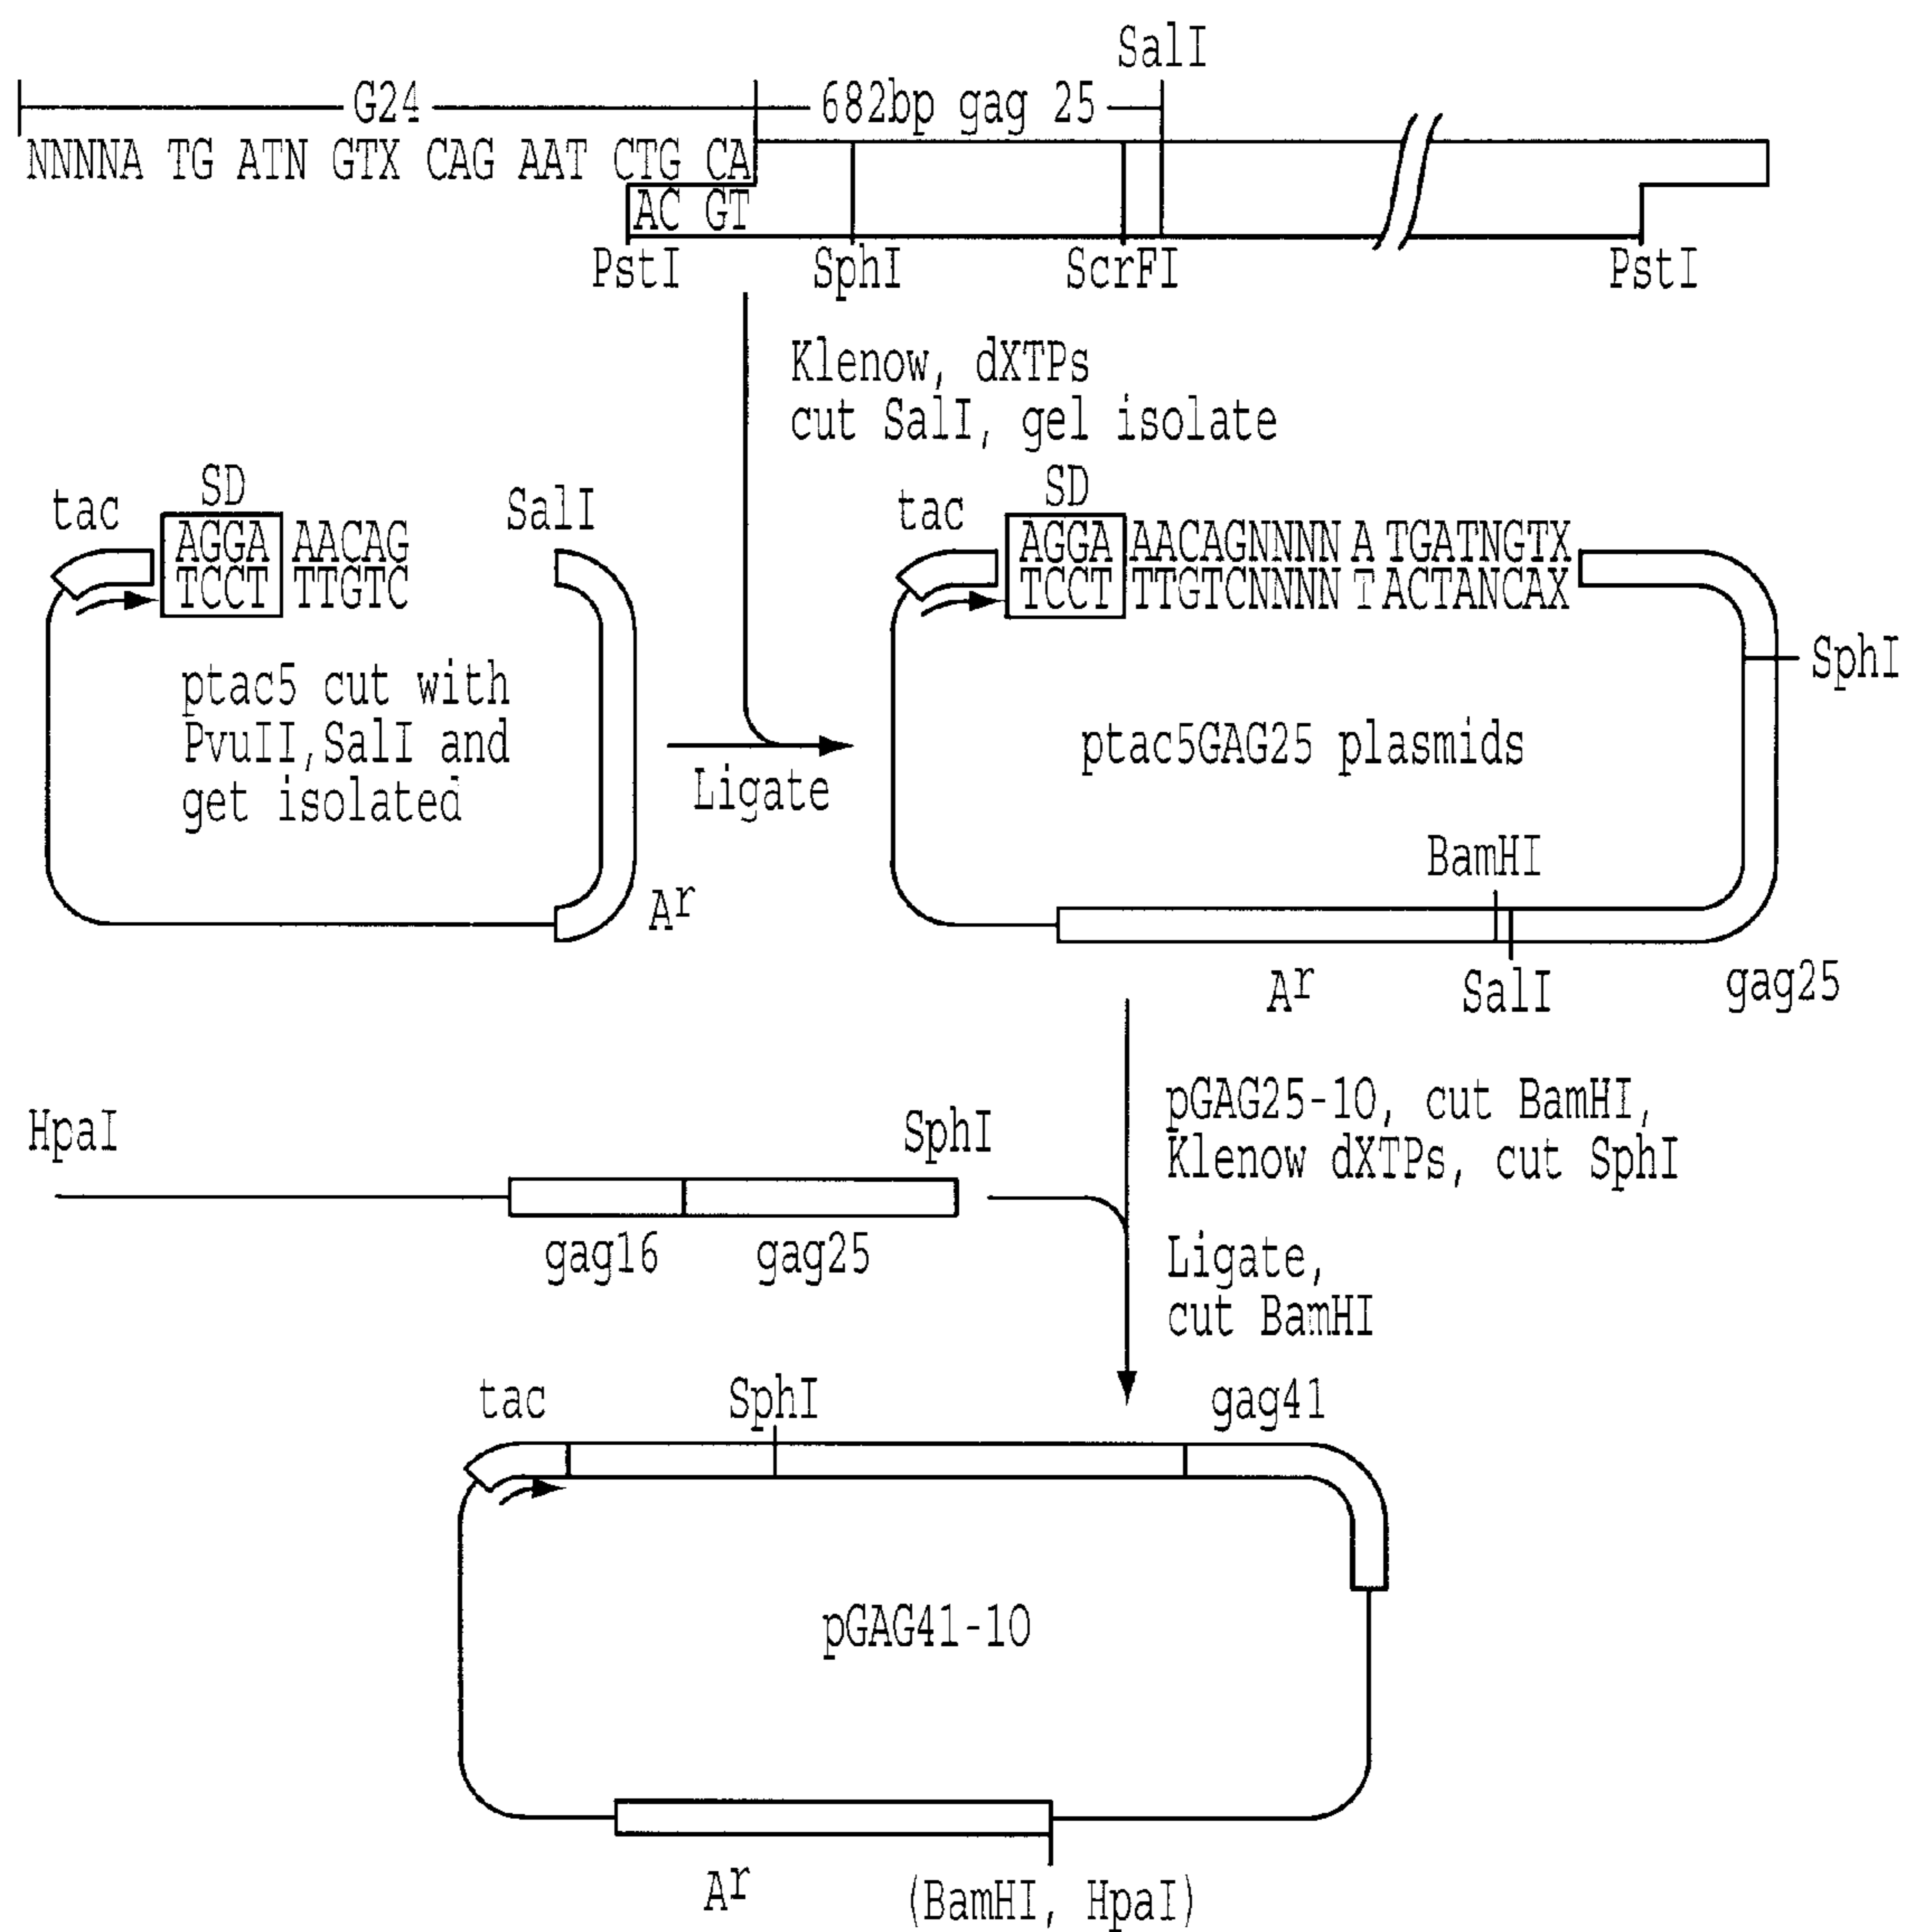 SalI
G24
682bp gag 25
NNNNA TG ATN GTX CAG AAT CTG CA
AC GT
PstI
SphI
ScrFI
PstI
Klenow, dXTPs
cut SalI, gel isolate
tac
SD
AGGA AACAG
TCCT TTGTC
SalI
ptac5 cut with
PvuII,SalI and
get isolated
Ar
Ligate
tac
SD
AGGA AACAGNNNN A TGATNGTX
TCCT TTGTCNNNN T ACTANCAX
SphI
ptac5GAG25 plasmids
BamHI
Ar
SalI
gag25
pGAG25-10, cut BamHI,
Klenow dXTPs, cut SphI
HpaI
SphI
gag16
gag25
Ligate,
cut BamHI
tac
SphI
gag41
pGAG41-10
Ar
(BamHI, HpaI)